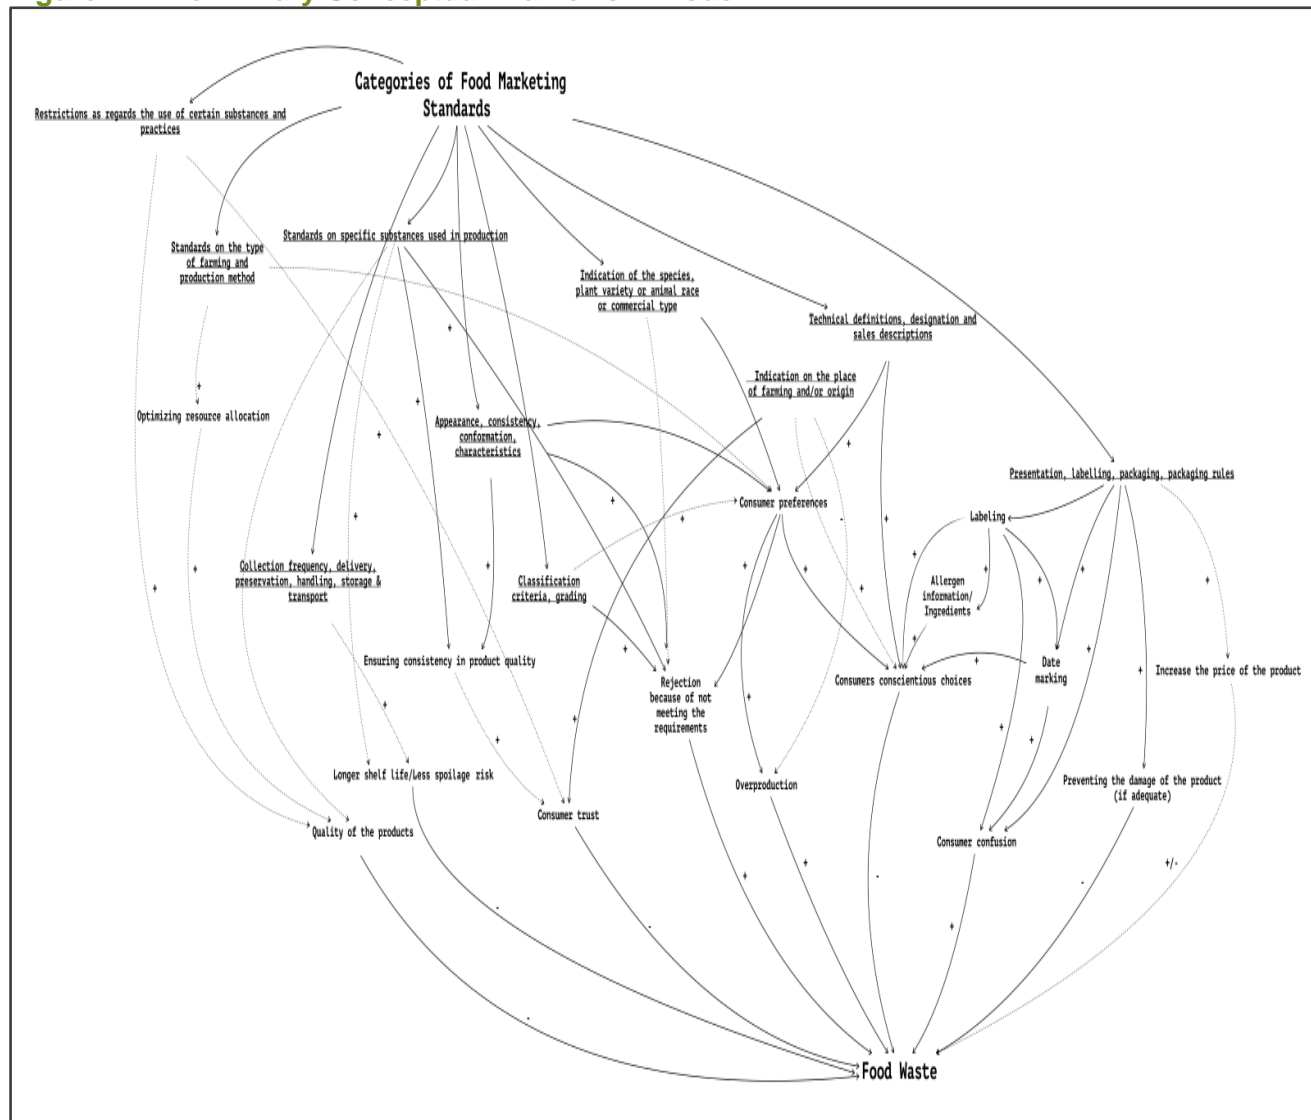 Categories of Food Marketing
Standards
Restrictions as regards the use of certain substances and
practices
Standards on the type
of farming and
production method
Standards on specific substances used in production
Indication of the species,
plant variety or animal race
or commercial type
Technical definitions, designation and
sales descriptions
Indication on the place
of farming and/or origin
Optimizing resource allocation
Appearance, consistency,
conformation,
characteristics
Presentation, labelling, packaging, packaging rules
Consumer preferences
Labeling
Collection frequency, delivery,
preservation, handling, storage &
transport
Classification
criteria, grading
Allergen
information/
Ingredients
Ensuring consistency in product quality
Rejection
because of not
meeting the
requirements
Consumers conscientious choices
Date
marking
Increase the price of the product
Longer shelf life/Less spoilage risk
Overproduction
Preventing the damage of the product
(if adequate)
Consumer trust
Quality of the products
Consumer confusion
+/-
Food Waste